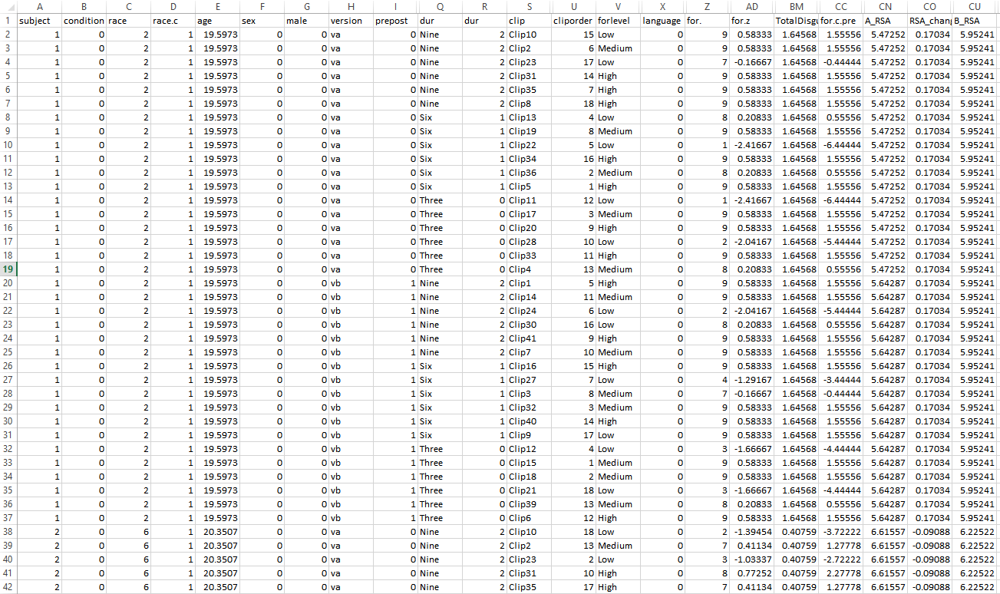 A B C D E F G H I Q R S U V X Z AD BM CC CN CO CU
1 subject condition race race.c age sex male version prepost dur dur clip cliporder forlevel language for. for.z TotalDisg for.c.pre A_RSA RSA_chang B_RSA
2 1 0 2 1 19.5973 0 0 va 0 Nine 2 Clip10 15 Low 0 9 0.58333 1.64568 1.55556 5.47252 0.17034 5.95241
3 1 0 2 1 19.5973 0 0 va 0 Nine 2 Clip2 6 Medium 0 9 0.58333 1.64568 1.55556 5.47252 0.17034 5.95241
4 1 0 2 1 19.5973 0 0 va 0 Nine 2 Clip23 17 Low 0 7 -0.16667 1.64568 -0.44444 5.47252 0.17034 5.95241
5 1 0 2 1 19.5973 0 0 va 0 Nine 2 Clip31 14 High 0 9 0.58333 1.64568 1.55556 5.47252 0.17034 5.95241
6 1 0 2 1 19.5973 0 0 va 0 Nine 2 Clip35 7 High 0 9 0.58333 1.64568 1.55556 5.47252 0.17034 5.95241
7 1 0 2 1 19.5973 0 0 va 0 Nine 2 Clip8 18 High 0 9 0.58333 1.64568 1.55556 5.47252 0.17034 5.95241
8 1 0 2 1 19.5973 0 0 va 0 Six 1 Clip13 4 Low 0 8 0.20833 1.64568 0.55556 5.47252 0.17034 5.95241
9 1 0 2 1 19.5973 0 0 va 0 Six 1 Clip19 8 Medium 0 9 0.58333 1.64568 1.55556 5.47252 0.17034 5.95241
10 1 0 2 1 19.5973 0 0 va 0 Six 1 Clip22 5 Low 0 1 -2.41667 1.64568 -6.44444 5.47252 0.17034 5.95241
11 1 0 2 1 19.5973 0 0 va 0 Six 1 Clip34 16 High 0 9 0.58333 1.64568 1.55556 5.47252 0.17034 5.95241
12 1 0 2 1 19.5973 0 0 va 0 Six 1 Clip36 2 Medium 0 8 0.20833 1.64568 0.55556 5.47252 0.17034 5.95241
13 1 0 2 1 19.5973 0 0 va 0 Six 1 Clip5 1 High 0 9 0.58333 1.64568 1.55556 5.47252 0.17034 5.95241
14 1 0 2 1 19.5973 0 0 va 0 Three 0 Clip11 12 Low 0 1 -2.41667 1.64568 -6.44444 5.47252 0.17034 5.95241
15 1 0 2 1 19.5973 0 0 va 0 Three 0 Clip17 3 Medium 0 9 0.58333 1.64568 1.55556 5.47252 0.17034 5.95241
16 1 0 2 1 19.5973 0 0 va 0 Three 0 Clip20 9 High 0 9 0.58333 1.64568 1.55556 5.47252 0.17034 5.95241
17 1 0 2 1 19.5973 0 0 va 0 Three 0 Clip28 10 Low 0 2 -2.04167 1.64568 -5.44444 5.47252 0.17034 5.95241
18 1 0 2 1 19.5973 0 0 va 0 Three 0 Clip33 11 High 0 9 0.58333 1.64568 1.55556 5.47252 0.17034 5.95241
19 1 0 2 1 19.5973 0 0 va 0 Three 0 Clip4 13 Medium 0 8 0.20833 1.64568 0.55556 5.47252 0.17034 5.95241
20 1 0 2 1 19.5973 0 0 vb 1 Nine 2 Clip1 5 High 0 9 0.58333 1.64568 1.55556 5.64287 0.17034 5.95241
21 1 0 2 1 19.5973 0 0 vb 1 Nine 2 Clip14 11 Medium 0 9 0.58333 1.64568 1.55556 5.64287 0.17034 5.95241
22 1 0 2 1 19.5973 0 0 vb 1 Nine 2 Clip24 6 Low 0 2 -2.04167 1.64568 -5.44444 5.64287 0.17034 5.95241
23 1 0 2 1 19.5973 0 0 vb 1 Nine 2 Clip30 16 Low 0 8 0.20833 1.64568 0.55556 5.64287 0.17034 5.95241
24 1 0 2 1 19.5973 0 0 vb 1 Nine 2 Clip41 9 High 0 9 0.58333 1.64568 1.55556 5.64287 0.17034 5.95241
25 1 0 2 1 19.5973 0 0 vb 1 Nine 2 Clip7 10 Medium 0 9 0.58333 1.64568 1.55556 5.64287 0.17034 5.95241
26 1 0 2 1 19.5973 0 0 vb 1 Six 1 Clip16 15 High 0 9 0.58333 1.64568 1.55556 5.64287 0.17034 5.95241
27 1 0 2 1 19.5973 0 0 vb 1 Six 1 Clip27 7 Low 0 4 -1.29167 1.64568 -3.44444 5.64287 0.17034 5.95241
28 1 0 2 1 19.5973 0 0 vb 1 Six 1 Clip3 8 Medium 0 7 -0.16667 1.64568 -0.44444 5.64287 0.17034 5.95241
29 1 0 2 1 19.5973 0 0 vb 1 Six 1 Clip32 3 Medium 0 9 0.58333 1.64568 1.55556 5.64287 0.17034 5.95241
30 1 0 2 1 19.5973 0 0 vb 1 Six 1 Clip40 14 High 0 9 0.58333 1.64568 1.55556 5.64287 0.17034 5.95241
31 1 0 2 1 19.5973 0 0 vb 1 Six 1 Clip9 17 Low 0 9 0.58333 1.64568 1.55556 5.64287 0.17034 5.95241
32 1 0 2 1 19.5973 0 0 vb 1 Three 0 Clip12 4 Low 0 3 -1.66667 1.64568 -4.44444 5.64287 0.17034 5.95241
33 1 0 2 1 19.5973 0 0 vb 1 Three 0 Clip15 1 Medium 0 9 0.58333 1.64568 1.55556 5.64287 0.17034 5.95241
34 1 0 2 1 19.5973 0 0 vb 1 Three 0 Clip18 2 Medium 0 9 0.58333 1.64568 1.55556 5.64287 0.17034 5.95241
35 1 0 2 1 19.5973 0 0 vb 1 Three 0 Clip21 18 Low 0 3 -1.66667 1.64568 -4.44444 5.64287 0.17034 5.95241
36 1 0 2 1 19.5973 0 0 vb 1 Three 0 Clip39 13 Medium 0 8 0.20833 1.64568 0.55556 5.64287 0.17034 5.95241
37 1 0 2 1 19.5973 0 0 vb 1 Three 0 Clip6 12 High 0 9 0.58333 1.64568 1.55556 5.64287 0.17034 5.95241
38 2 0 6 1 20.3507 0 0 va 0 Nine 2 Clip10 18 Low 0 2 -1.39454 0.40759 -3.72222 6.61557 -0.09088 6.22522
39 2 0 6 1 20.3507 0 0 va 0 Nine 2 Clip2 13 Medium 0 7 0.41134 0.40759 1.27778 6.61557 -0.09088 6.22522
40 2 0 6 1 20.3507 0 0 va 0 Nine 2 Clip23 2 Low 0 3 -1.03337 0.40759 -2.72222 6.61557 -0.09088 6.22522
41 2 0 6 1 20.3507 0 0 va 0 Nine 2 Clip31 10 High 0 8 0.77252 0.40759 2.27778 6.61557 -0.09088 6.22522
42 2 0 6 1 20.3507 0 0 va 0 Nine 2 Clip35 17 High 0 7 0.41134 0.40759 1.27778 6.61557 -0.09088 6.22522